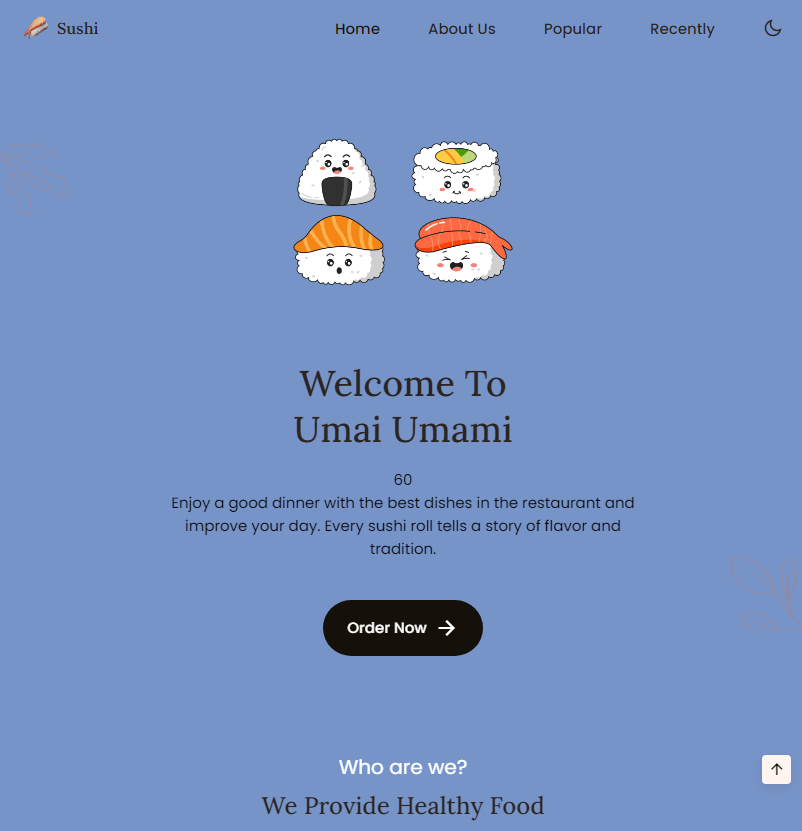 Sushi
Home
About Us
Popular
Recently
Welcome To
Umai Umami
60
Enjoy a good dinner with the best dishes in the restaurant and
improve your day. Every sushi roll tells a story of flavor and
tradition.
Order Now
Who are we?
We Provide Healthy Food